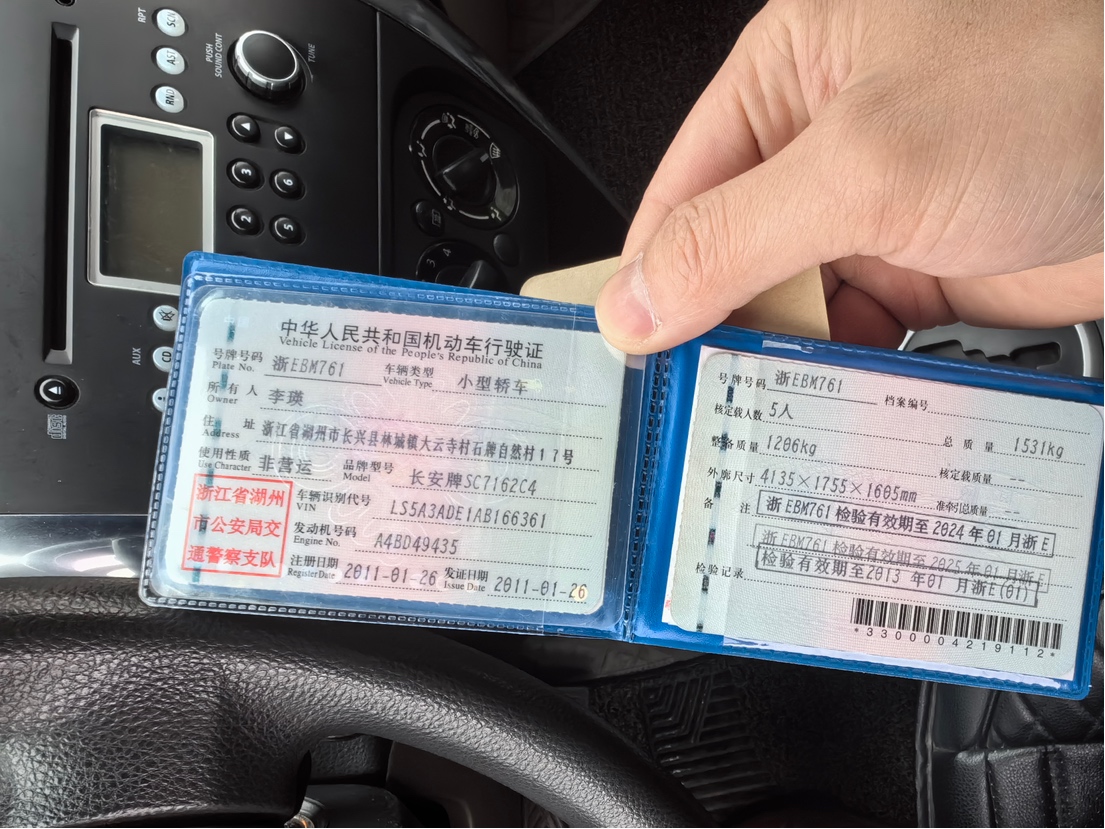 RPT
SCN
AST
RND
PUSH
SOUND CONT
TUNE
3
6
2
5
AUX
CD
3 4
中华人民共和国机动车行驶证
Vehicle License of the People's Republic of China
号牌号码 浙EBM761 车辆类型 小型轿车
Plate No. Vehicle Type
所有人 李瑛
Owner
住址 浙江省湖州市长兴县林城镇大云寺村石牌自然村17号
Address
使用性质 非营运 品牌型号 长安牌SC7162C4
Use Character Model
浙江省湖州
市公安局交
通警察支队
车辆识别代号 LS5A3ADE1AB166361
VIN
发动机号码 A4BD49435
Engine No.
注册日期 2011-01-26 发证日期 2011-01-26
Register Date Issue Date
号牌号码 浙EBM761 档案编号
核定载人数 5人 总质量 1531kg
整备质量 1206kg 核定载质量 --
外廓尺寸 4135×1755×1605mm 准牵引总质量 --
备注 浙EBM761 检验有效期至2024年01月浙E
浙EBM761 检验有效期至2025年01月浙E
检验记录 检验有效期至2013年01月浙E(01)
*3300004219112*